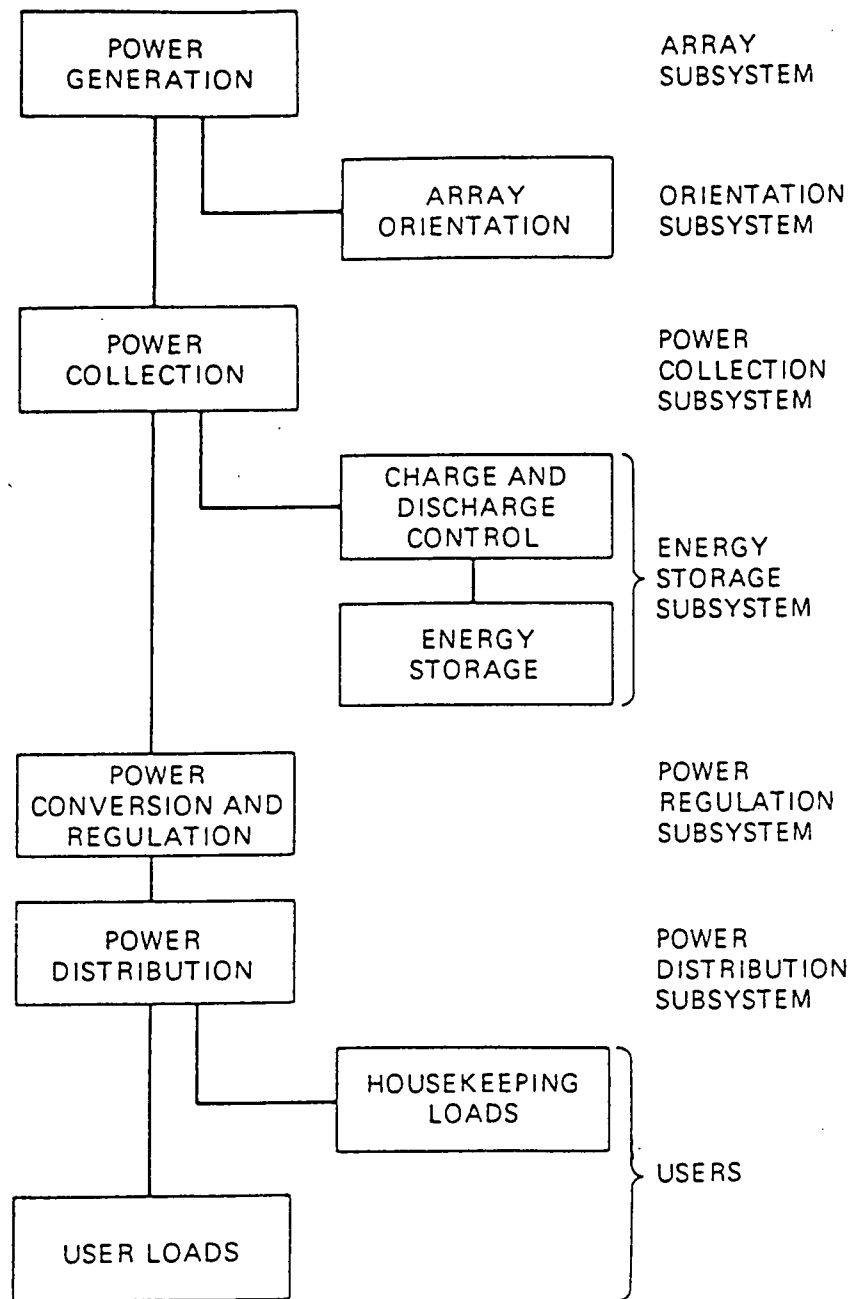 POWER
GENERATION
ARRAY
SUBSYSTEM
ARRAY
ORIENTATION
ORIENTATION
SUBSYSTEM
POWER
COLLECTION
POWER
COLLECTION
SUBSYSTEM
CHARGE AND
DISCHARGE
CONTROL
ENERGY
STORAGE
SUBSYSTEM
ENERGY
STORAGE
POWER
CONVERSION AND
REGULATION
POWER
REGULATION
SUBSYSTEM
POWER
DISTRIBUTION
POWER
DISTRIBUTION
SUBSYSTEM
HOUSEKEEPING
LOADS
USERS
USER LOADS